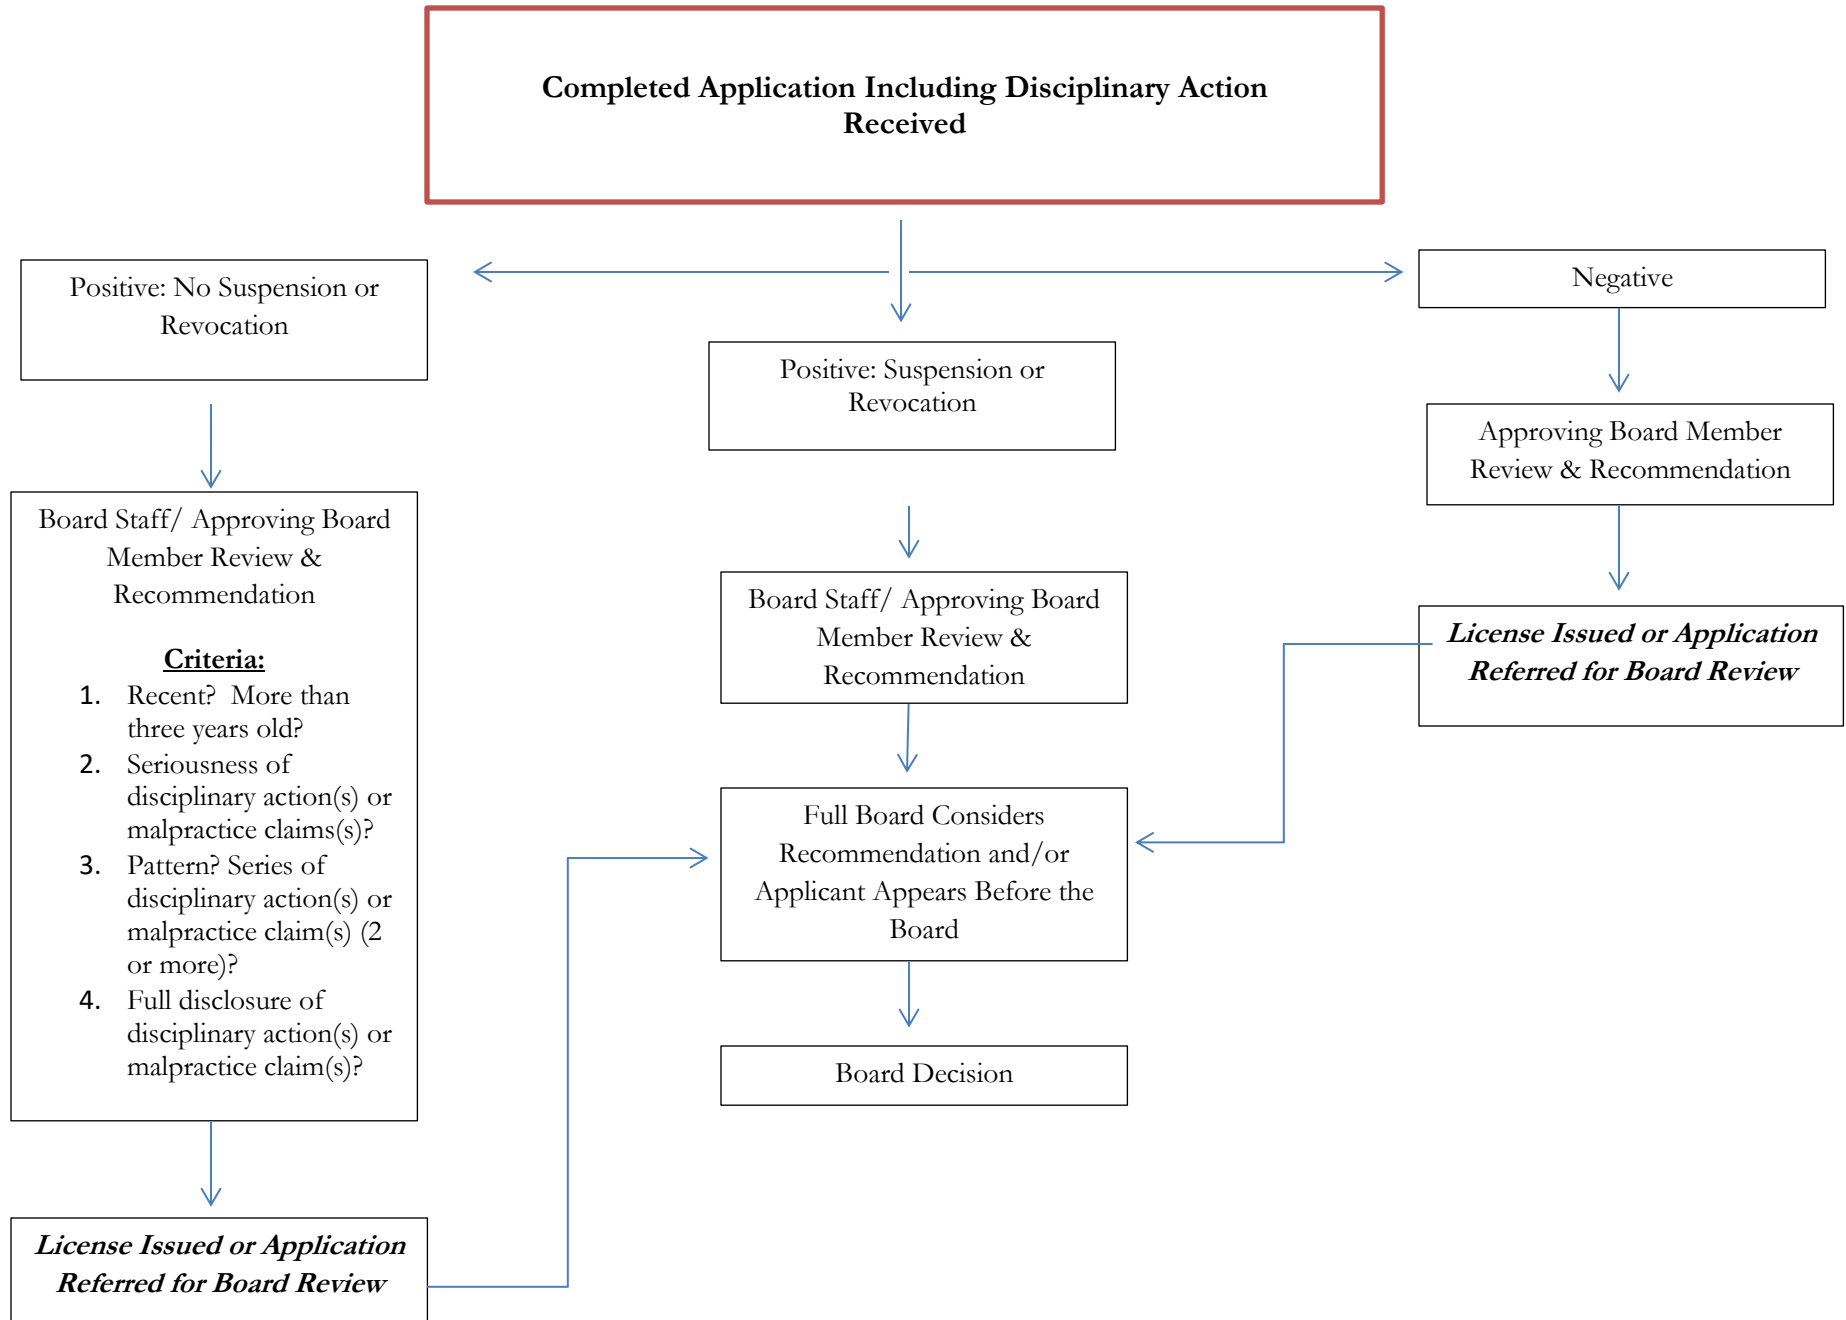 Completed Application Including Disciplinary Action
Received
Positive: No Suspension or
Revocation
Board Staff/ Approving Board
Member Review &
Recommendation
Criteria:
1. Recent? More than
three years old?
2. Seriousness of
disciplinary action(s) or
malpractice claims(s)?
3. Pattern? Series of
disciplinary action(s) or
malpractice claim(s) (2
or more)?
4. Full disclosure of
disciplinary action(s) or
malpractice claim(s)?
License Issued or Application
Referred for Board Review
Positive: Suspension or
Revocation
Board Staff/ Approving Board
Member Review &
Recommendation
Full Board Considers
Recommendation and/or
Applicant Appears Before the
Board
Board Decision
Negative
Approving Board Member
Review & Recommendation
License Issued or Application
Referred for Board Review